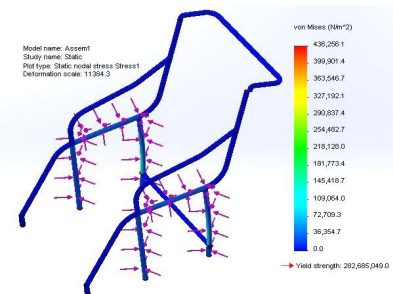 Model name: Assem1
Study name: Static
Plot type: Static nodal stress Stress1
Deformation scale: 11384.3
von Mises (N/m^2)
436,256.1
399,901.4
363,546.7
327,192.1
290,837.4
254,482.7
218,128.0
181,773.4
145,418.7
109,064.0
72,709.3
36,354.7
0.0
Yield strength: 282,685,049.0